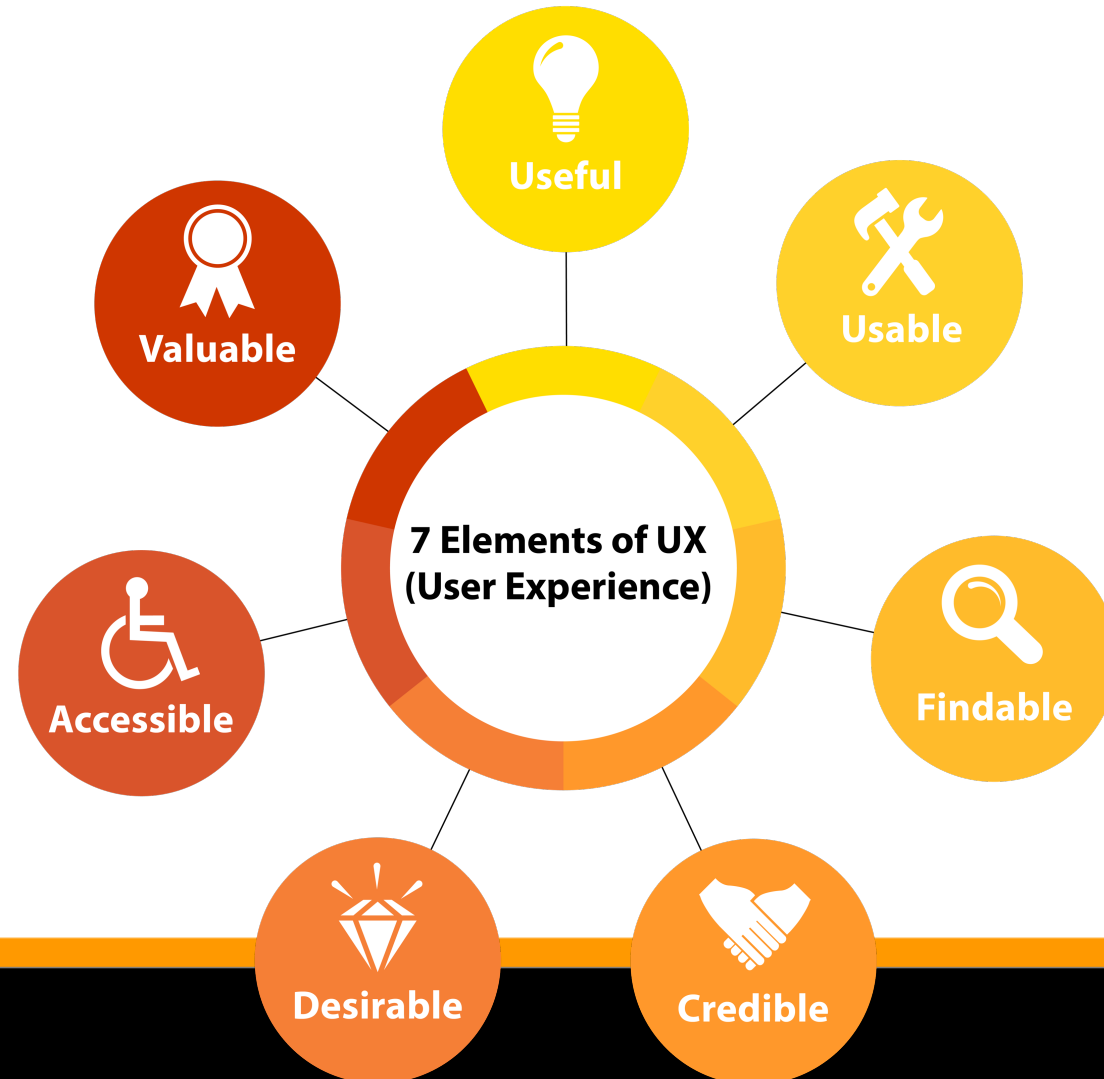 Useful
Usable
Valuable
7 Elements of UX
(User Experience)
Findable
Accessible
Desirable
Credible